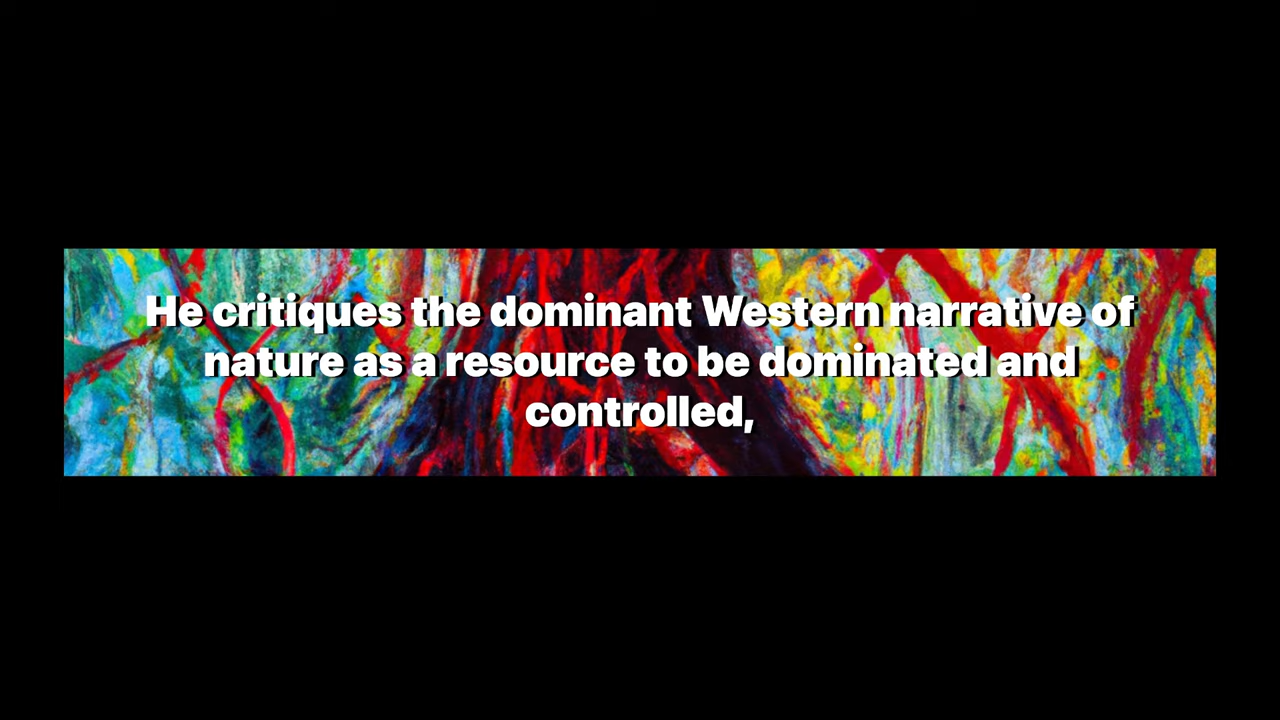 He critiques the dominant Western narrative of
nature as a resource to be dominated and
controlled,